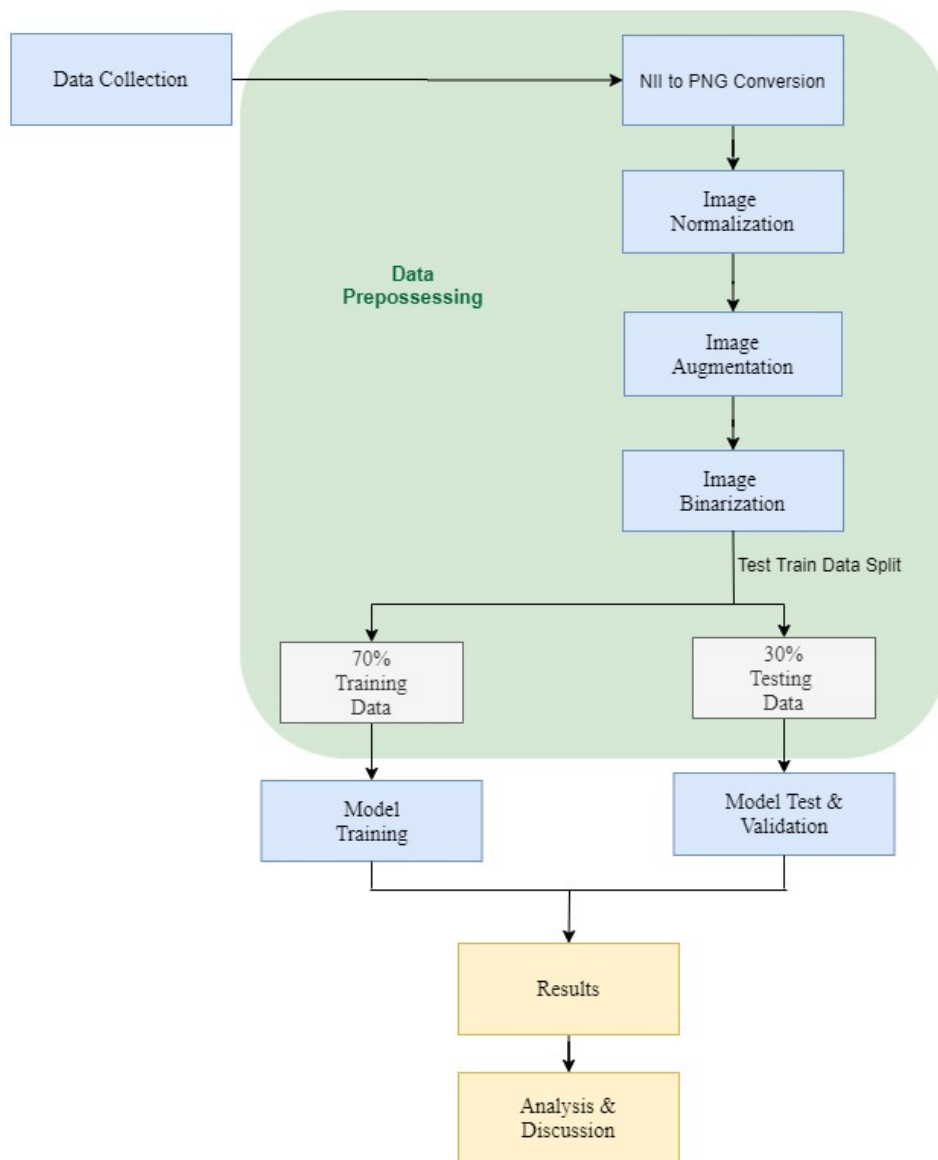 Data Collection
NII to PNG Conversion
Image
Normalization
Data
Prepossessing
Image
Augmentation
Image
Binarization
Test Train Data Split
70%
Training
Data
30%
Testing
Data
Model
Training
Model Test &
Validation
Results
Analysis &
Discussion